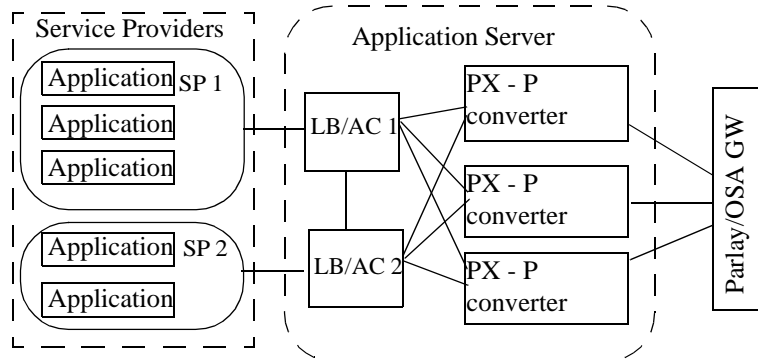 Service Providers
Application
SP 1
Application
Application
Application
SP 2
Application
Application Server
LB/AC 1
LB/AC 2
PX - P
converter
PX - P
converter
PX - P
converter
Parlay/OSA GW